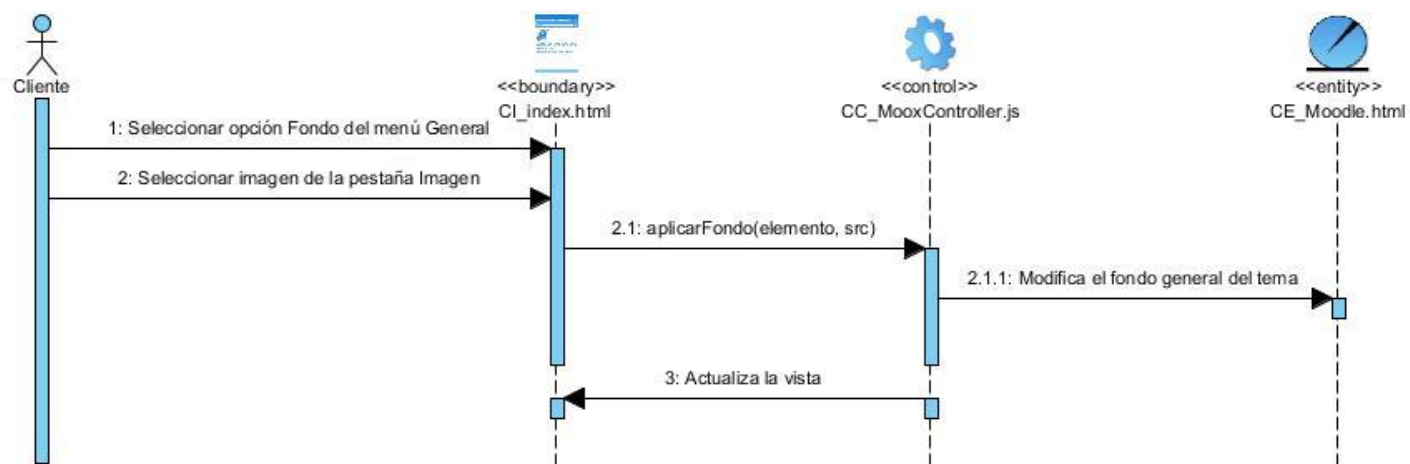 Cliente
<<boundary>>
CI_index.html
<<control>>
CC_MooxController.js
<<entity>>
CE_Moodle.html
1: Seleccionar opción Fondo del menú General
2: Seleccionar imagen de la pestaña Imagen
2.1: aplicarFondo(elemento, src)
2.1.1: Modifica el fondo general del tema
3: Actualiza la vista